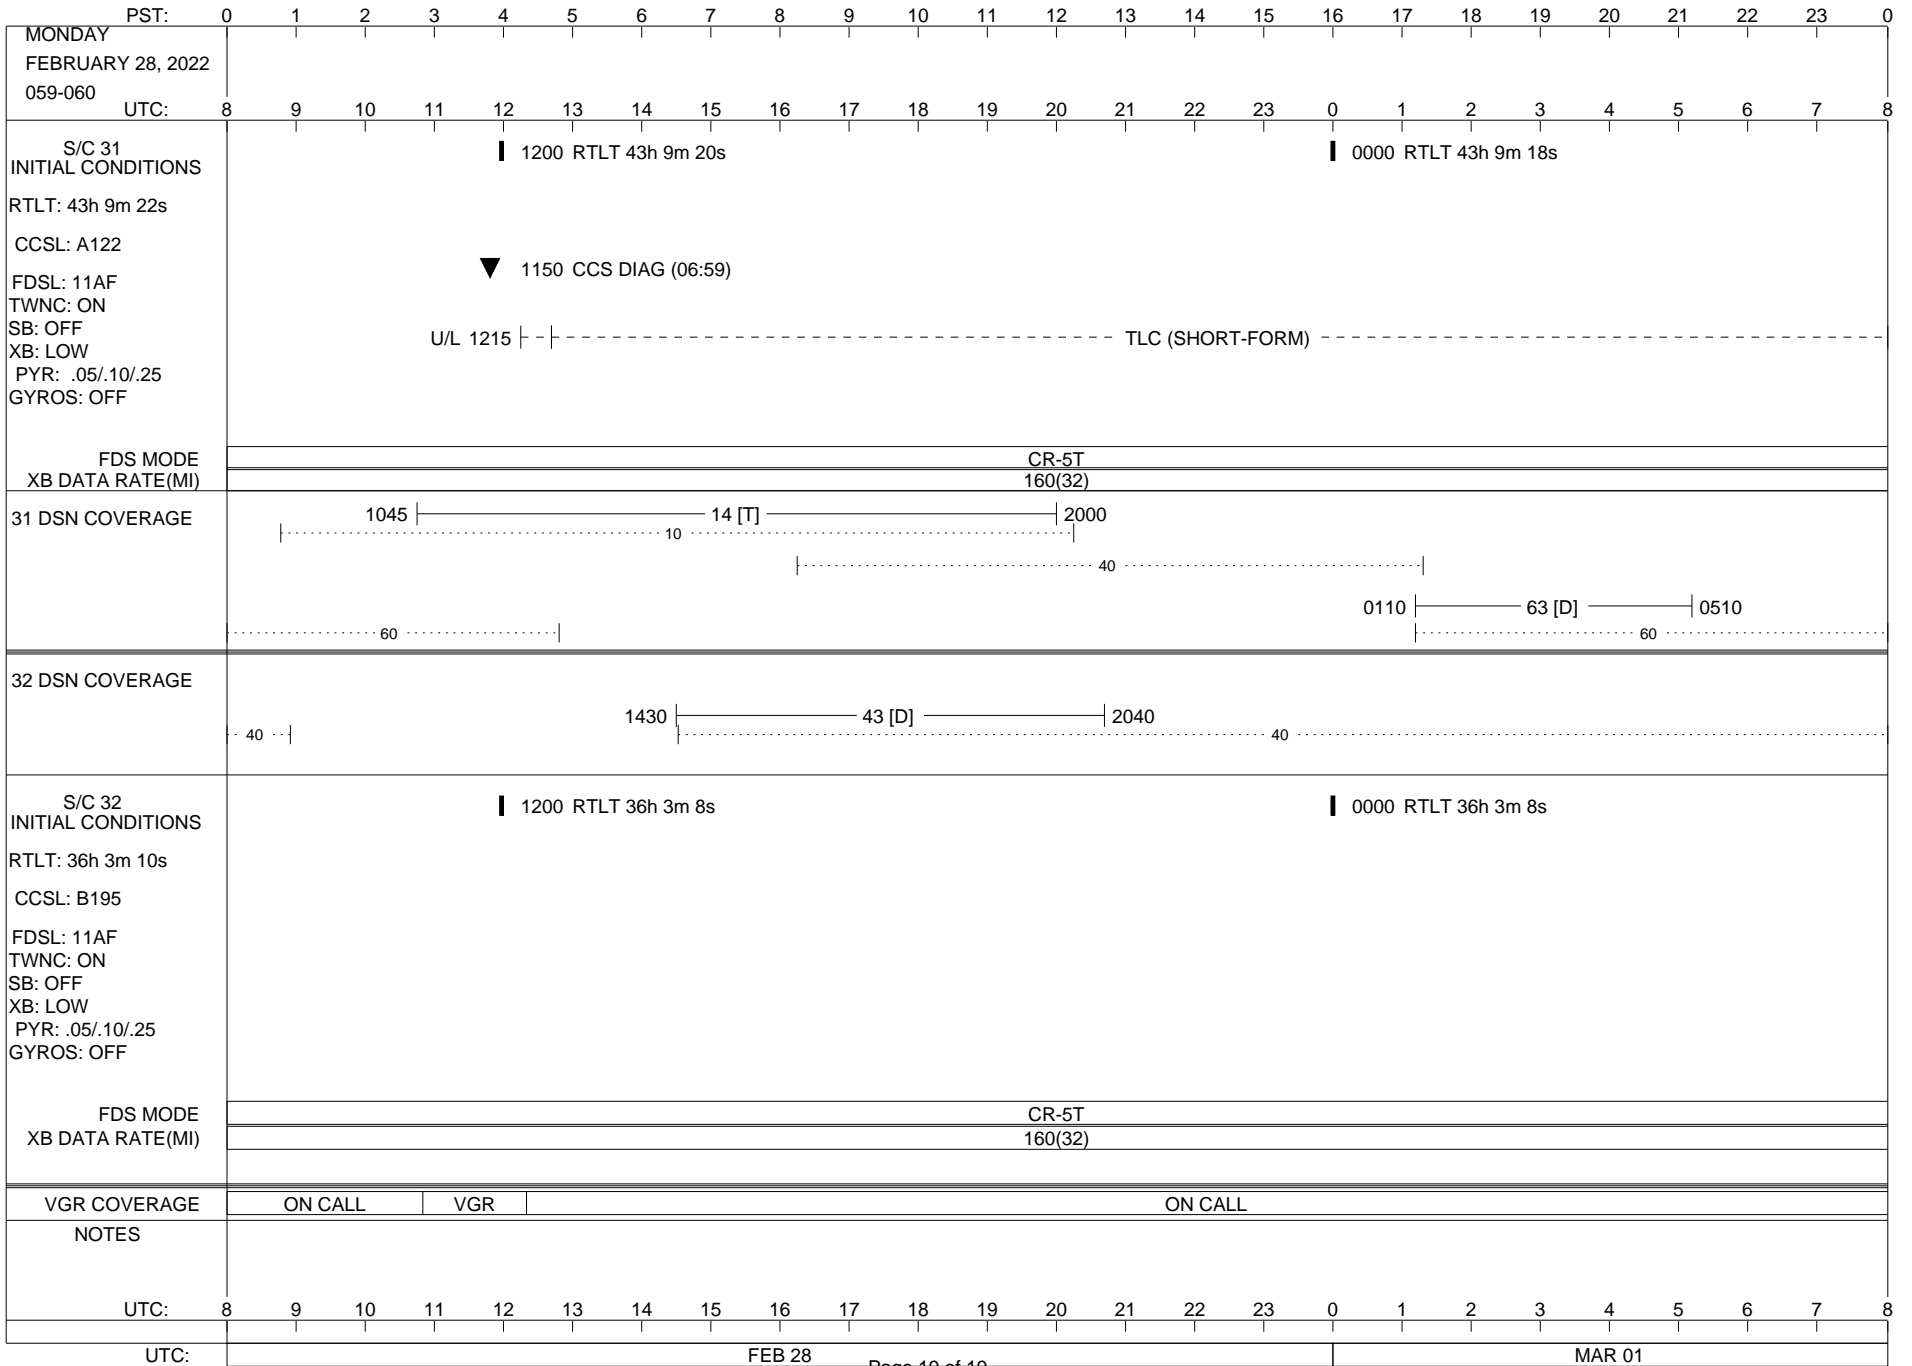 PST: 0 1 2 3 4 5 6 7 8 9 10 11 12 13 14 15 16 17 18 19 20 21 22 23 0
MONDAY
FEBRUARY 28, 2022
059-060
UTC: 8 9 10 11 12 13 14 15 16 17 18 19 20 21 22 23 0 1 2 3 4 5 6 7 8
S/C 31
INITIAL CONDITIONS
1200 RTLT 43h 9m 20s
0000 RTLT 43h 9m 18s
RTLT: 43h 9m 22s
CCSL: A122
1150 CCS DIAG (06:59)
FDSL: 11AF
TWNC: ON
SB: OFF
U/L 1215 TLC (SHORT-FORM)
XB: LOW
PYR: .05/.10/.25
GYROS: OFF
FDS MODE CR-5T
XB DATA RATE(MI) 160(32)
31 DSN COVERAGE
1045 14 [T] 2000
10
40
0110 63 [D] 0510
60 60
32 DSN COVERAGE
1430 43 [D] 2040
40 40
S/C 32
INITIAL CONDITIONS
1200 RTLT 36h 3m 8s
0000 RTLT 36h 3m 8s
RTLT: 36h 3m 10s
CCSL: B195
FDSL: 11AF
TWNC: ON
SB: OFF
XB: LOW
PYR: .05/.10/.25
GYROS: OFF
FDS MODE CR-5T
XB DATA RATE(MI) 160(32)
VGR COVERAGE ON CALL VGR ON CALL
NOTES
UTC: 8 9 10 11 12 13 14 15 16 17 18 19 20 21 22 23 0 1 2 3 4 5 6 7 8
UTC: FEB 28 MAR 01
Page 10 of 10